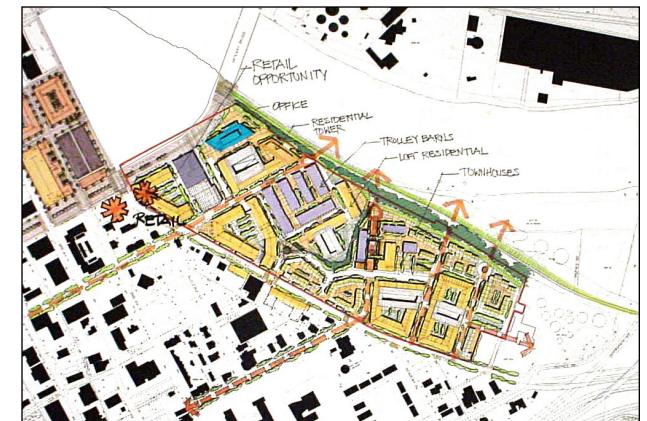 RETAIL
OPPORTUNITY
OFFICE
RESIDENTIAL
TOWER
TROLLEY BARNS
LOFT RESIDENTIAL
TOWNHOUSES
RETAIL